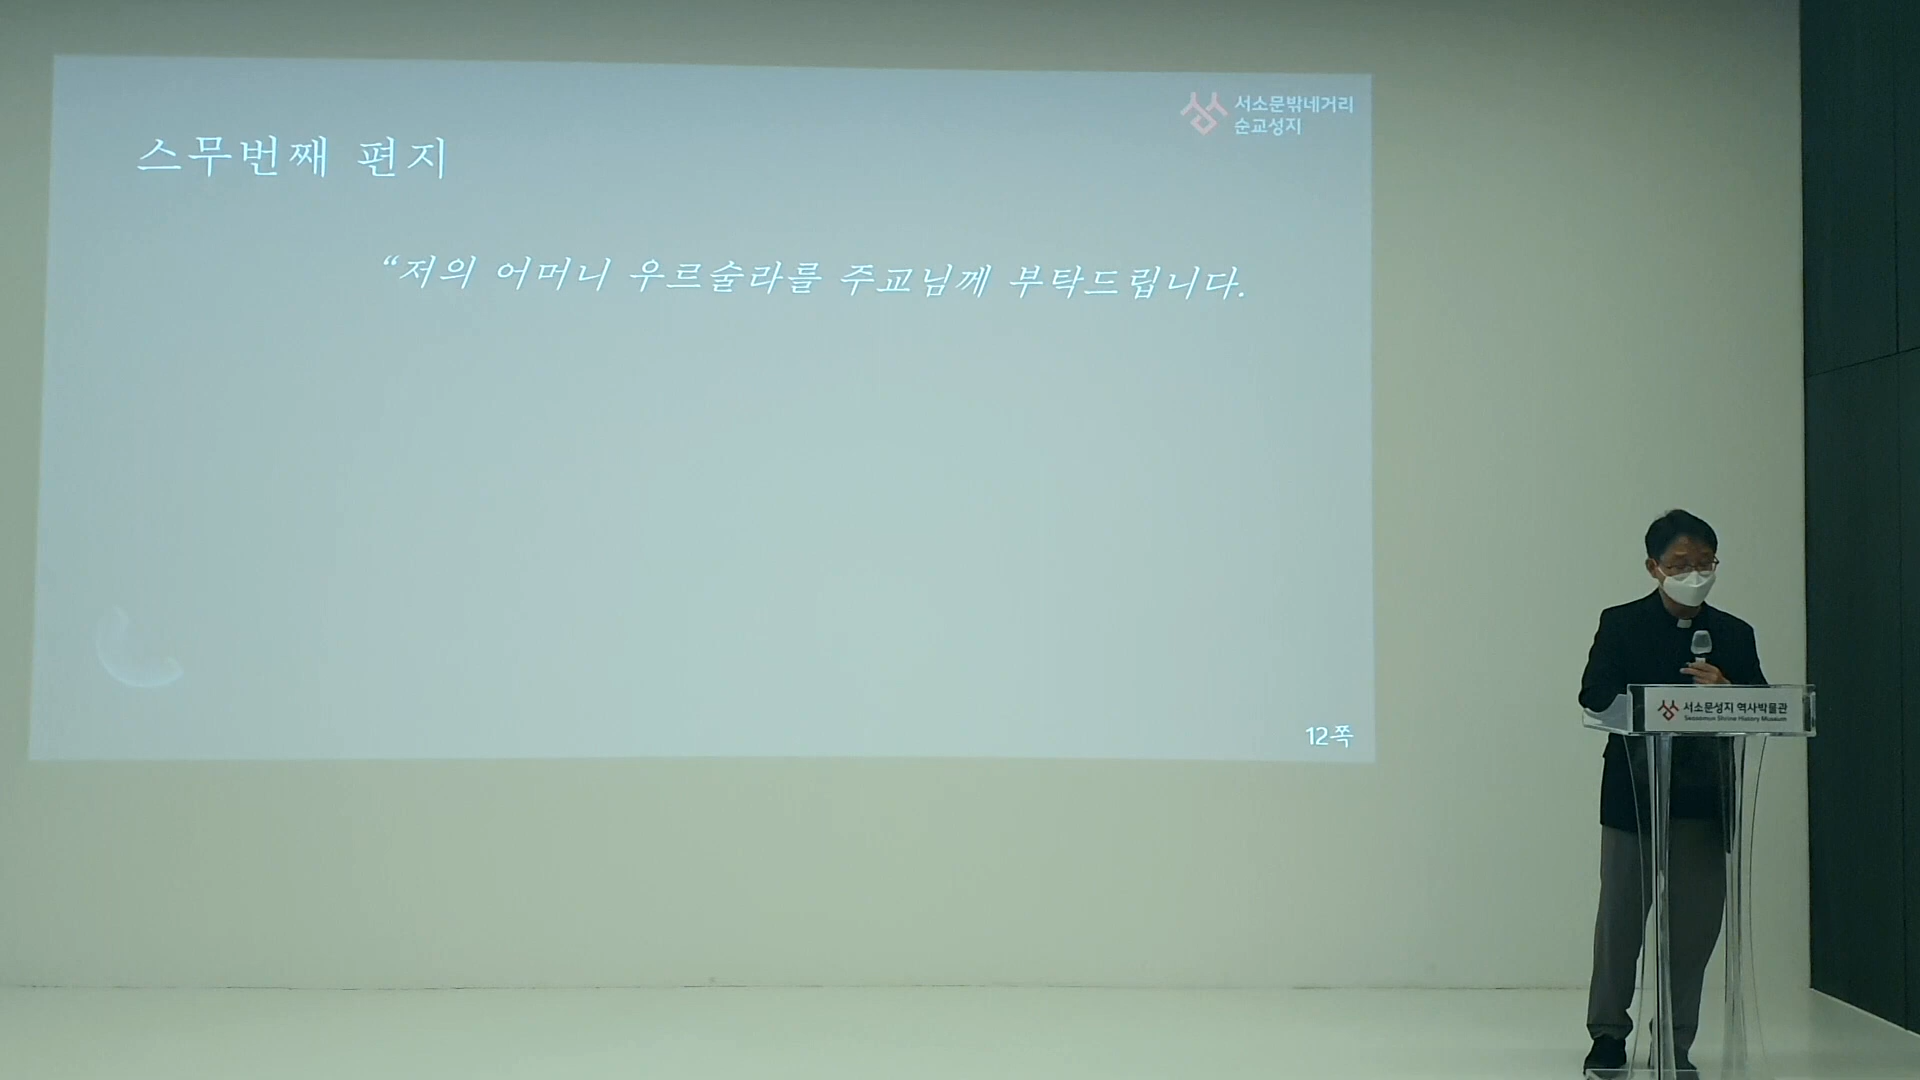 서소문밖네거리
순교성지
스무번째 편지
“저의 어머니 우르술라를 주교님께 부탁드립니다.
12쪽
서소문성지 역사박물관
Seosomun Shrine History Museum